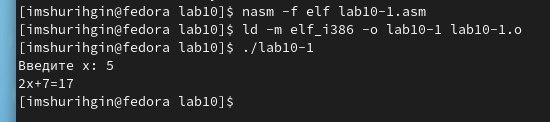 [imshurihgin@fedora lab10]$ nasm -f elf lab10-1.asm
[imshurihgin@fedora lab10]$ ld -m elf_i386 -o lab10-1 lab10-1.o
[imshurihgin@fedora lab10]$ ./lab10-1
Введите x: 5
2x+7=17
[imshurihgin@fedora lab10]$